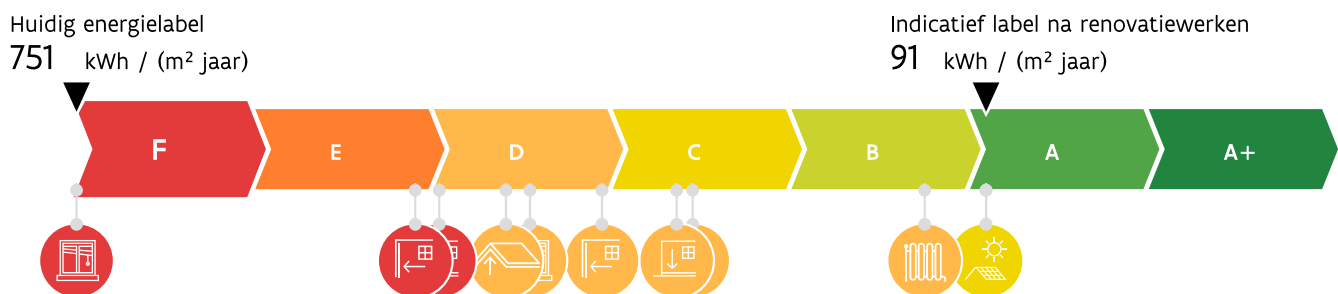 Huidig energielabel
751 kWh / (m² jaar)
Indicatief label na renovatiewerken
91 kWh / (m² jaar)
F E D C B A A+